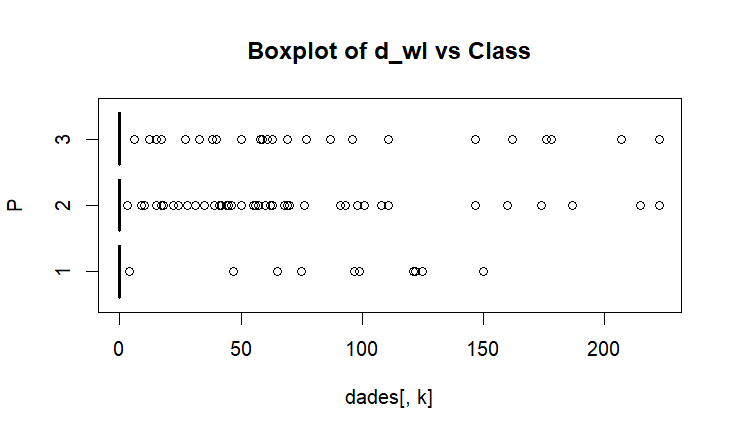 Boxplot of d_wl vs Class
P
3
2
1
0 50 100 150 200
dades[, k]